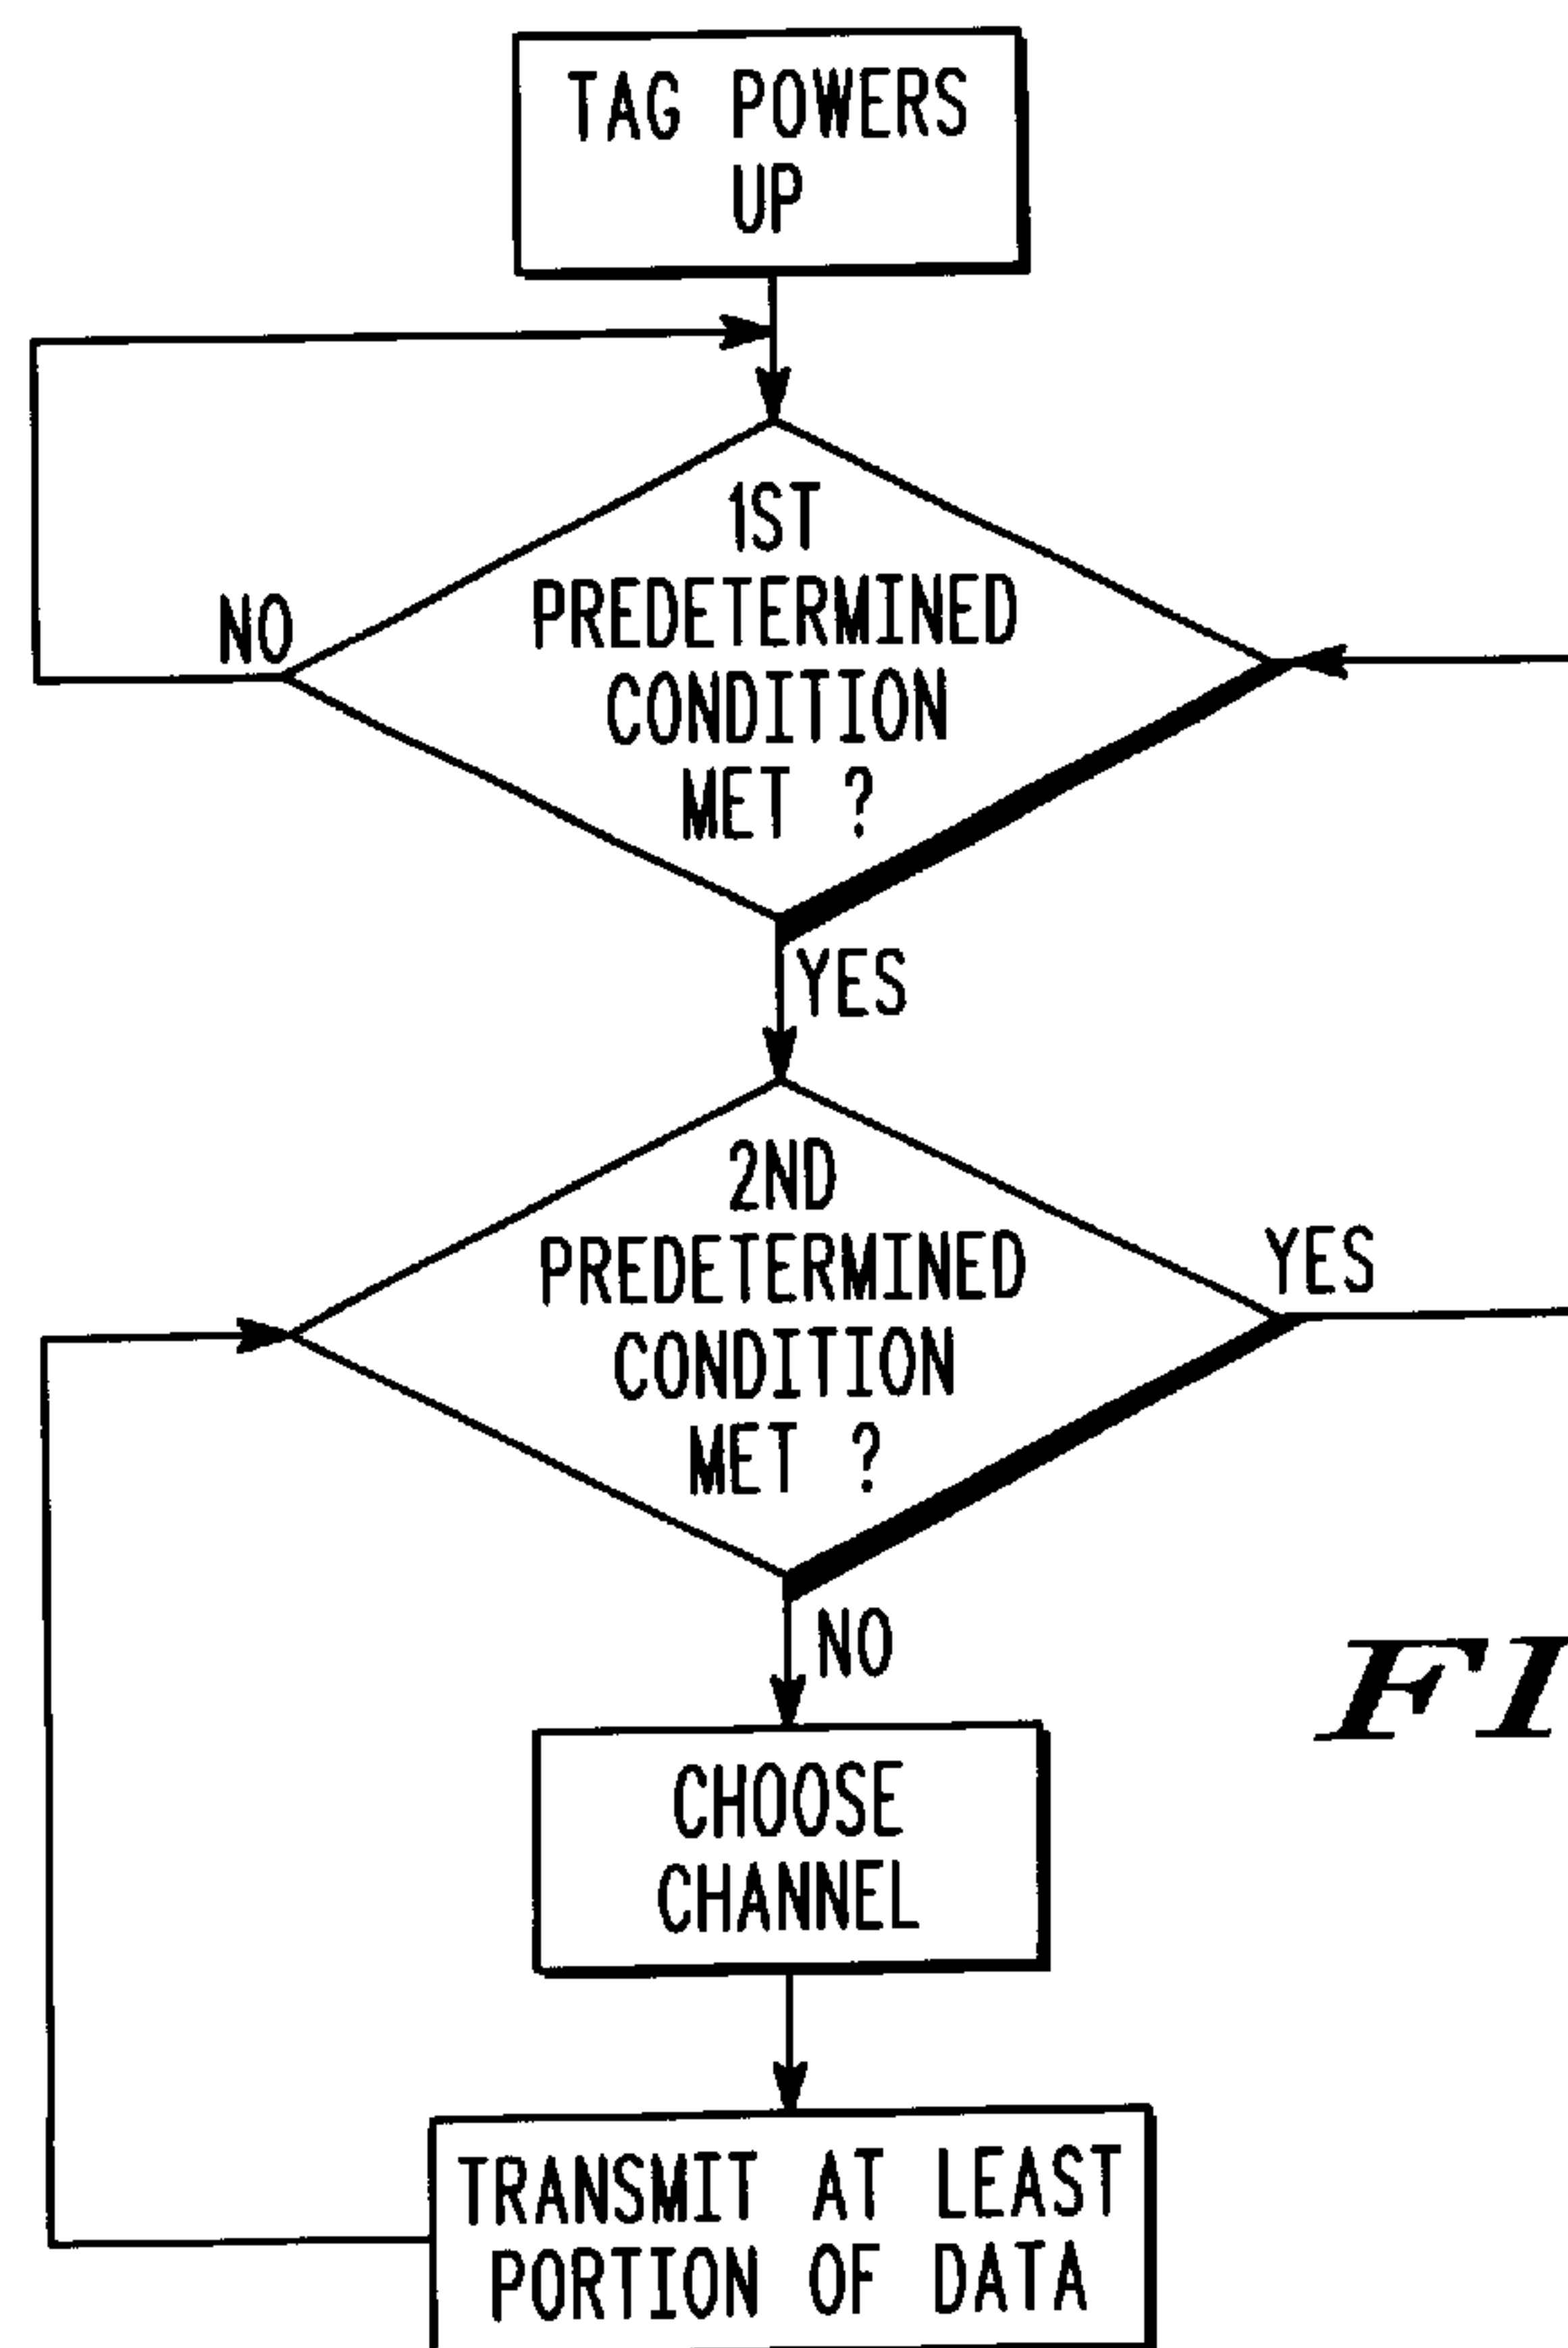 TAG POWERS
UP
1ST
PREDETERMINED
CONDITION
MET ?
NO
YES
2ND
PREDETERMINED
CONDITION
MET ?
YES
NO
FI
CHOOSE
CHANNEL
TRANSMIT AT LEAST
PORTION OF DATA